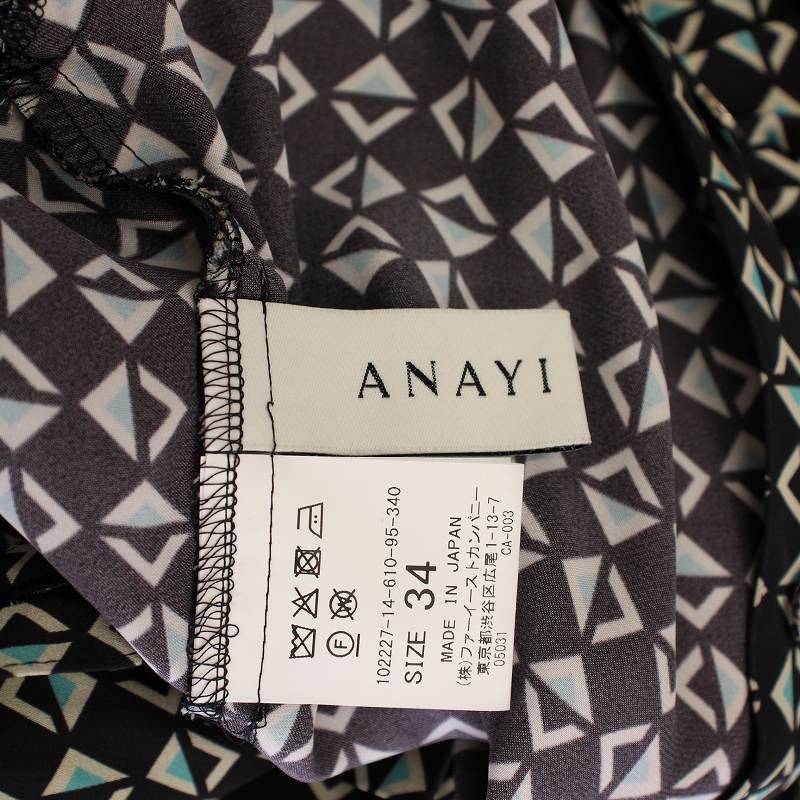 ANAYI
102227-14-610-95-340
SIZE 34
MADE IN JAPAN
(株)ファーイーストカンパニー
東京都渋谷区広尾1-13-7
05031 CA-003
F
W